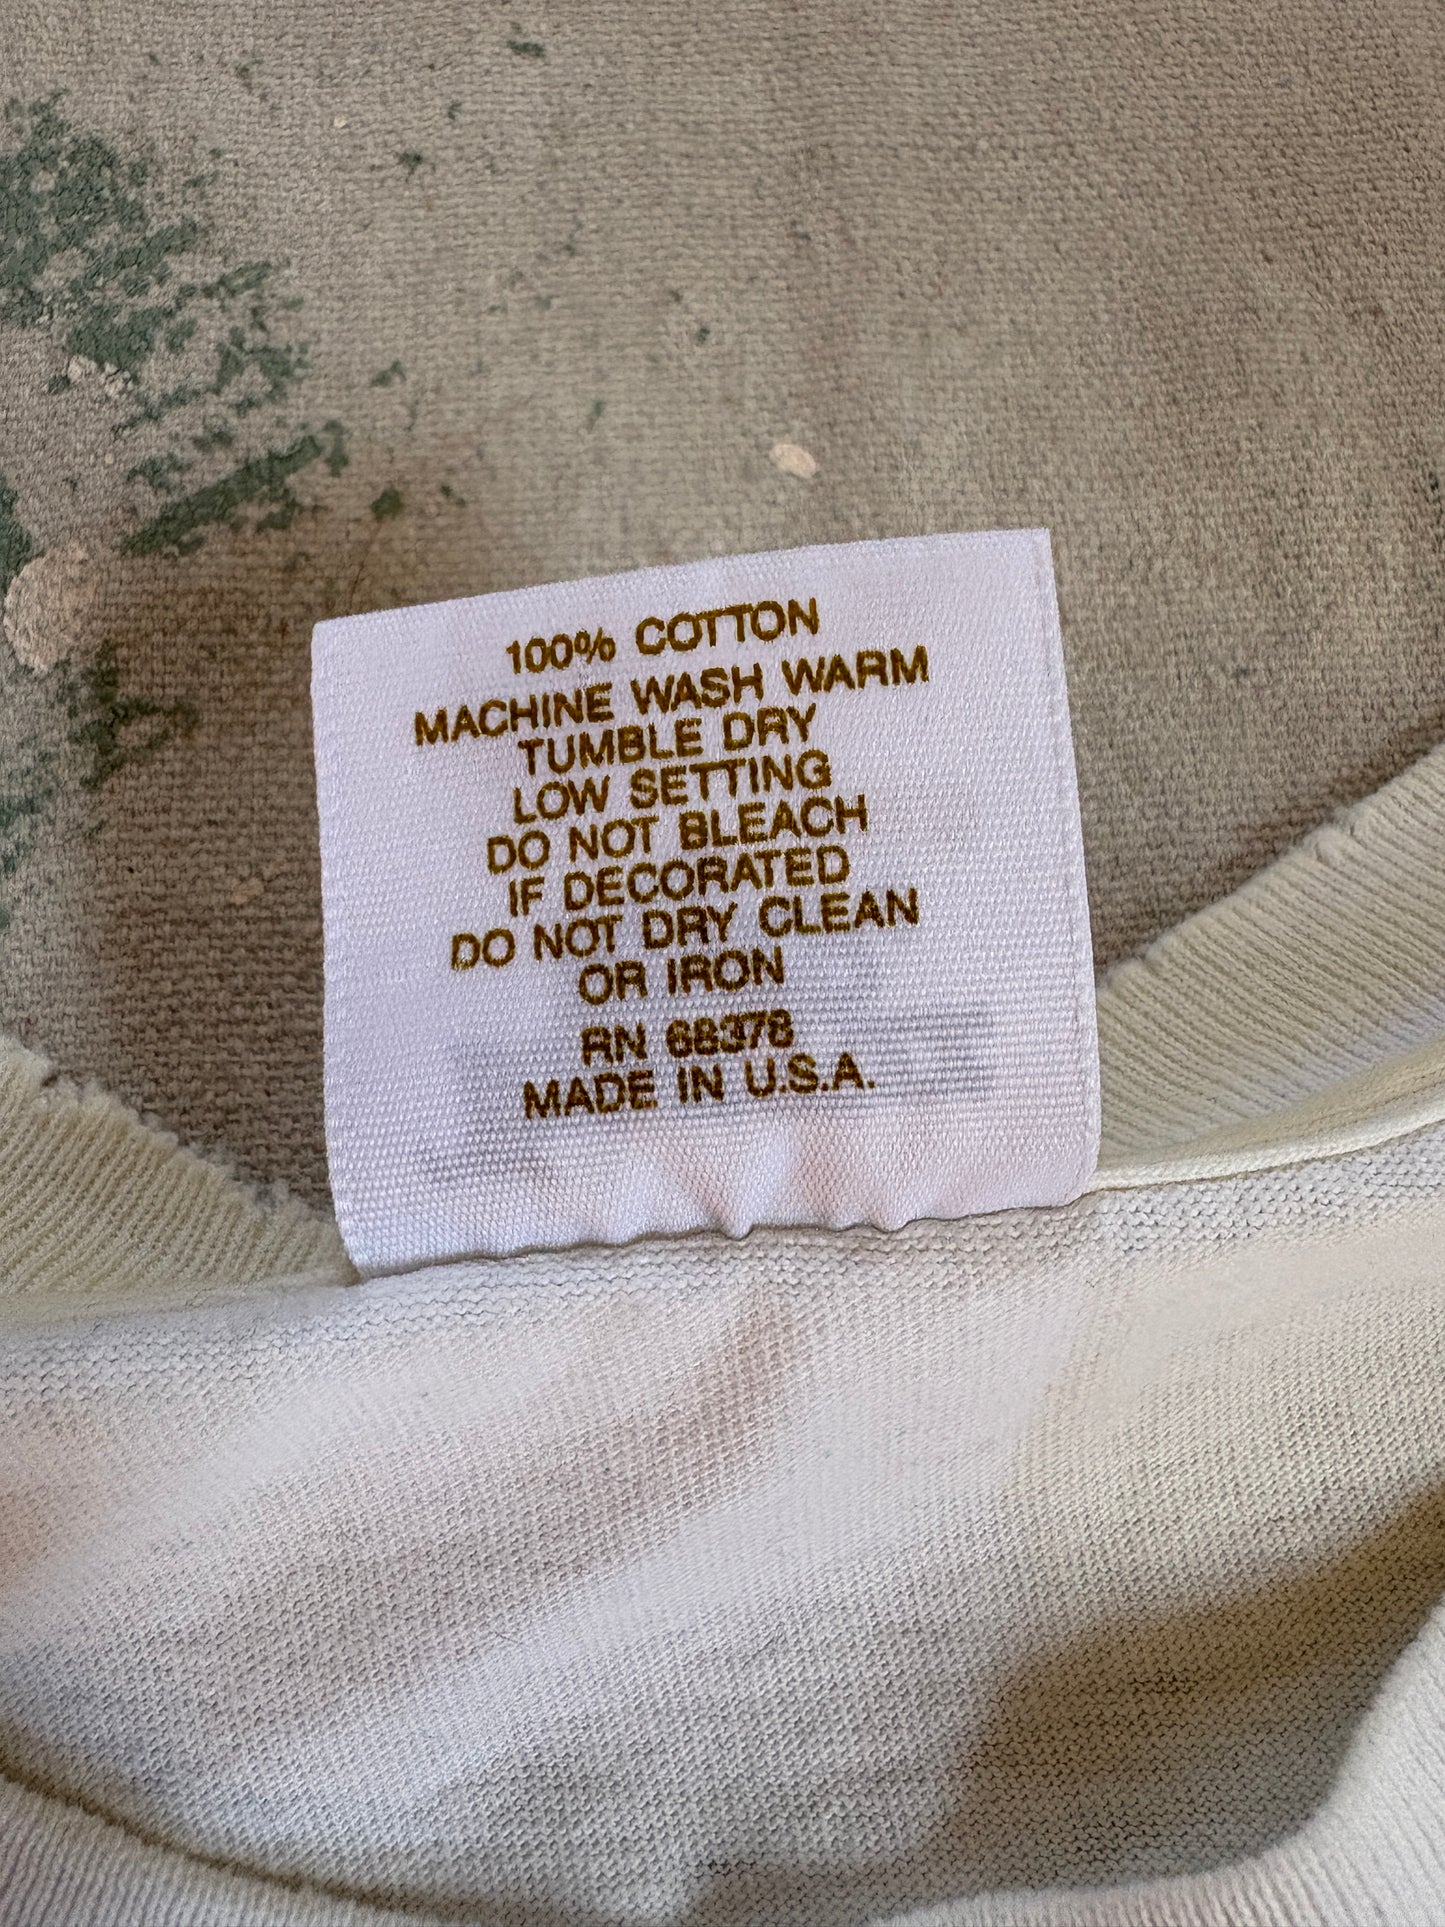 100% COTTON
MACHINE WASH WARM
TUMBLE DRY
LOW SETTING
DO NOT BLEACH
IF DECORATED
DO NOT DRY CLEAN
OR IRON
RN 68378
MADE IN U.S.A.